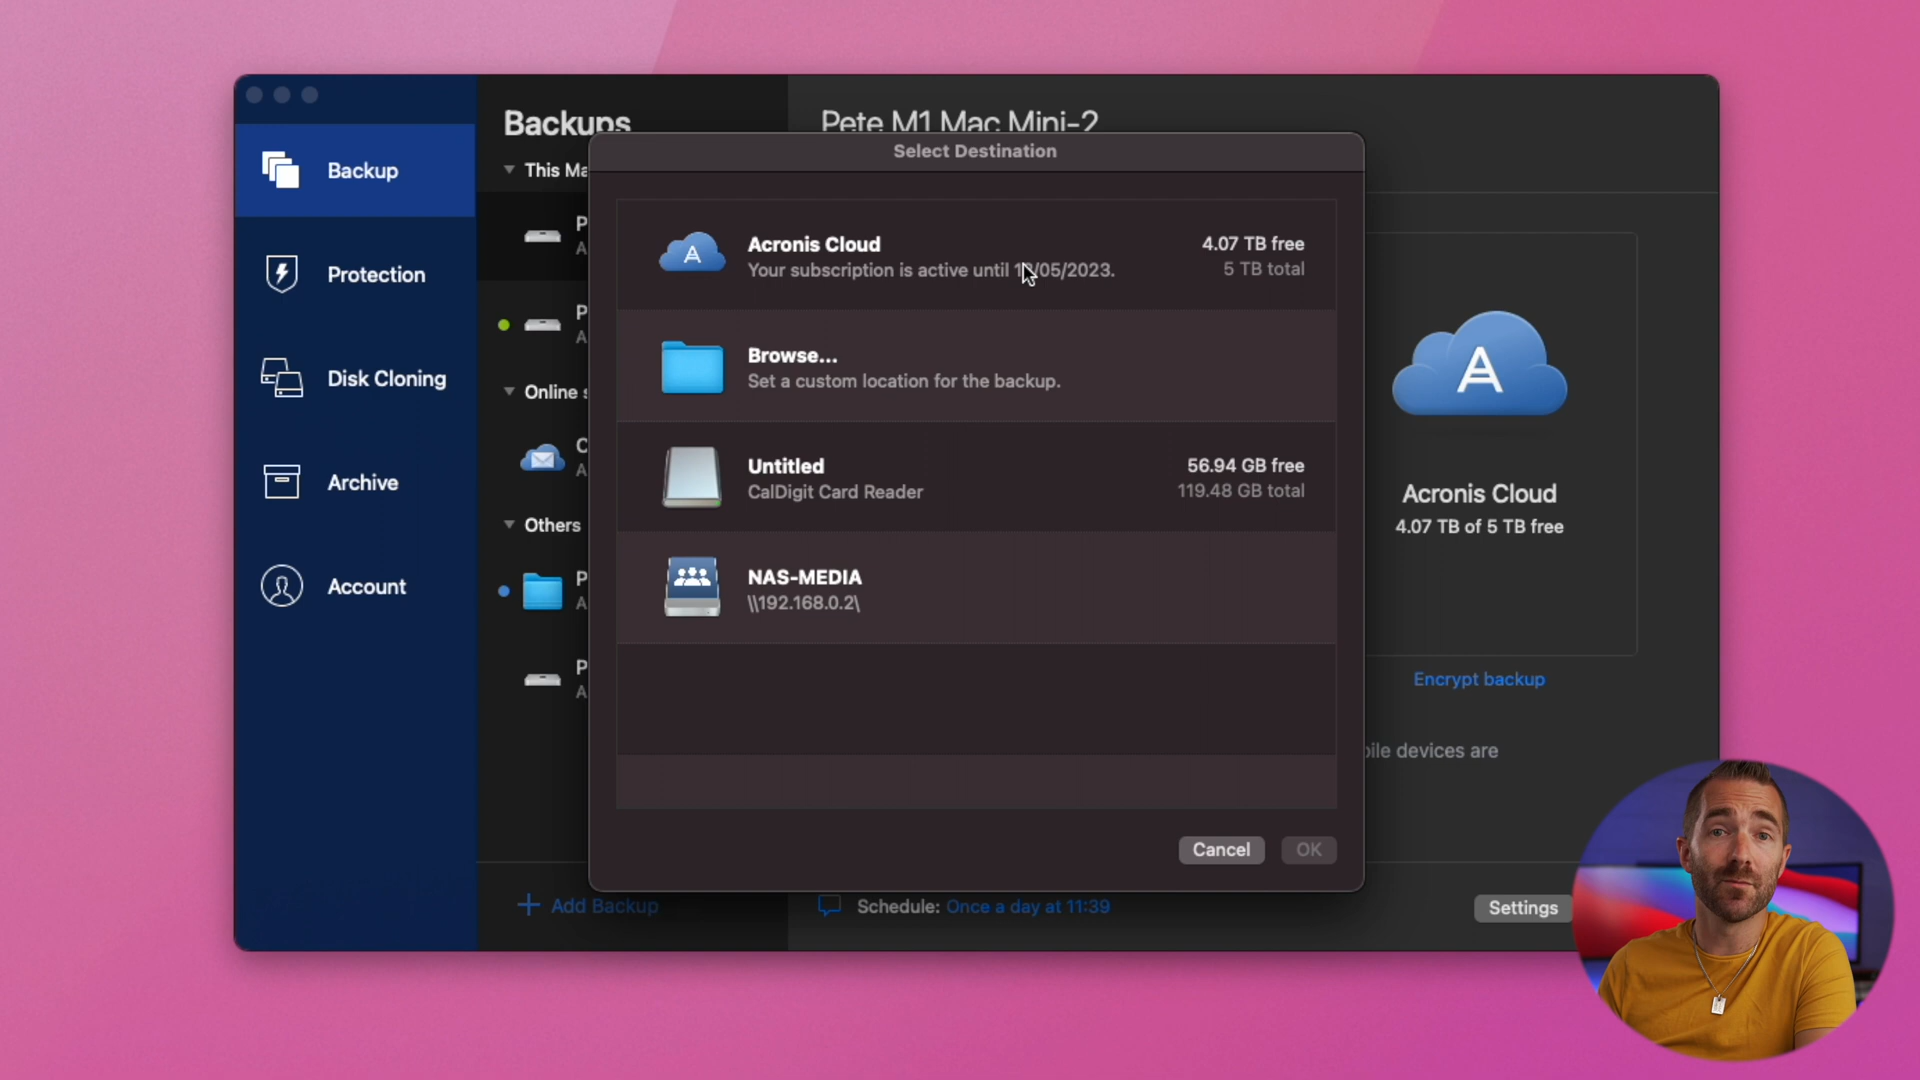 Backup
Protection
Disk Cloning
Archive
Account
Backups
This Ma
P
A
P
A
Online s
C
A
Others
P
A
P
A
Add Backup
Pete M1 Mac Mini-2
Select Destination
Acronis Cloud
Your subscription is active until /05/2023.
4.07 TB free
5 TB total
Browse...
Set a custom location for the backup.
Untitled
CalDigit Card Reader
56.94 GB free
119.48 GB total
NAS-MEDIA
\\192.168.0.2\
Cancel
OK
A
Acronis Cloud
4.07 TB of 5 TB free
Encrypt backup
bile devices are
Schedule: Once a day at 11:39
Settings